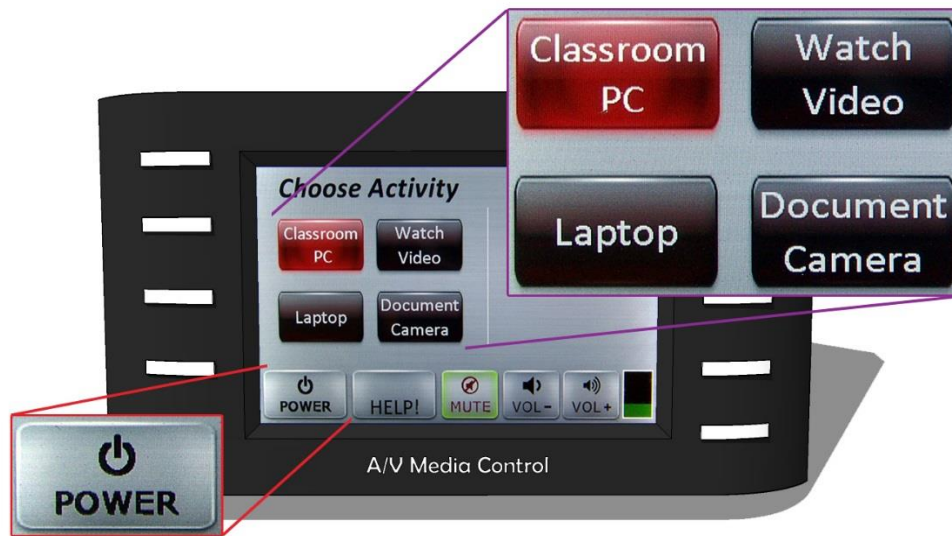 Choose Activity
Classroom
PC
Watch
Video
Laptop
Document
Camera
POWER
HELP!
MUTE
VOL-
VOL+
A/V Media Control
Classroom
PC
Watch
Video
Laptop
Document
Camera
POWER